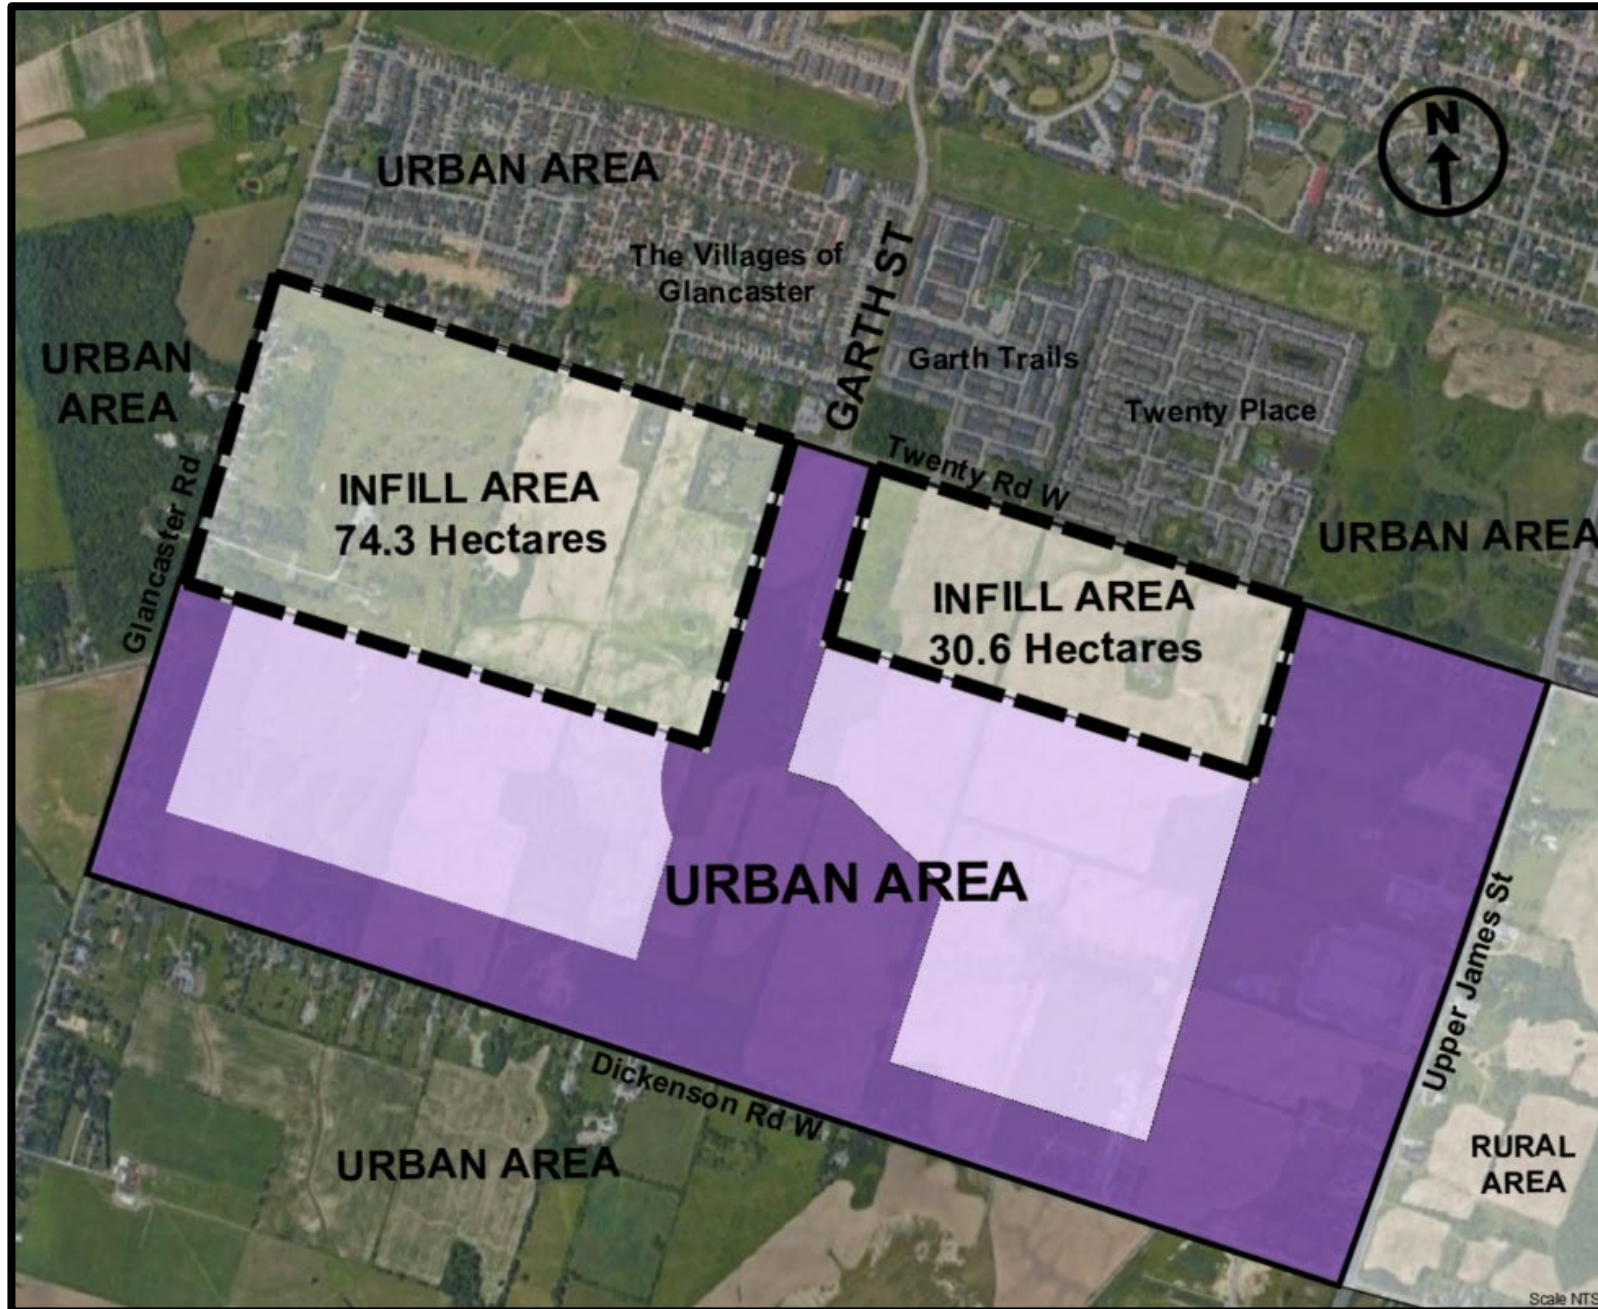 N
URBAN AREA
The Villages of
Glancaster
GARTH ST
URBAN
AREA
Garth Trails
Twenty Place
Twenty Rd W
INFILL AREA
74.3 Hectares
Glancaster Rd
URBAN AREA
INFILL AREA
30.6 Hectares
URBAN AREA
Upper James St
Dickenson Rd W
URBAN AREA
RURAL
AREA
Scale NTS